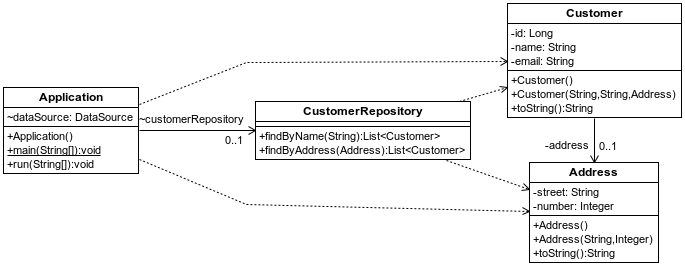 Customer
-id: Long
-name: String
-email: String
+Customer()
+Customer(String,String,Address)
+toString():String
Application
~dataSource: DataSource
+Application()
+main(String[]):void
+run(String[]):void
~customerRepository
0..1
CustomerRepository
+findByName(String):List<Customer>
+findByAddress(Address):List<Customer>
-address
0..1
Address
-street: String
-number: Integer
+Address()
+Address(String,Integer)
+toString():String